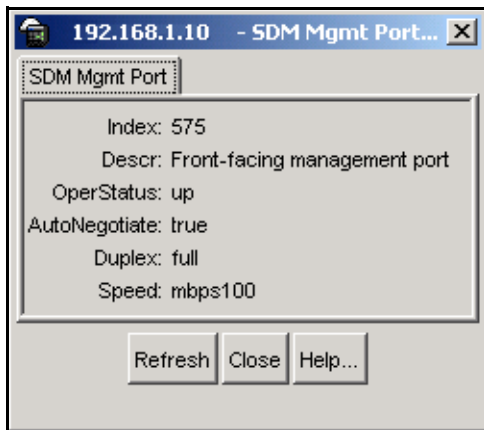 192.168.1.10 - SDM Mgmt Port...
SDM Mgmt Port
Index: 575
Descr: Front-facing management port
OperStatus: up
AutoNegotiate: true
Duplex: full
Speed: mbps100
Refresh Close Help...